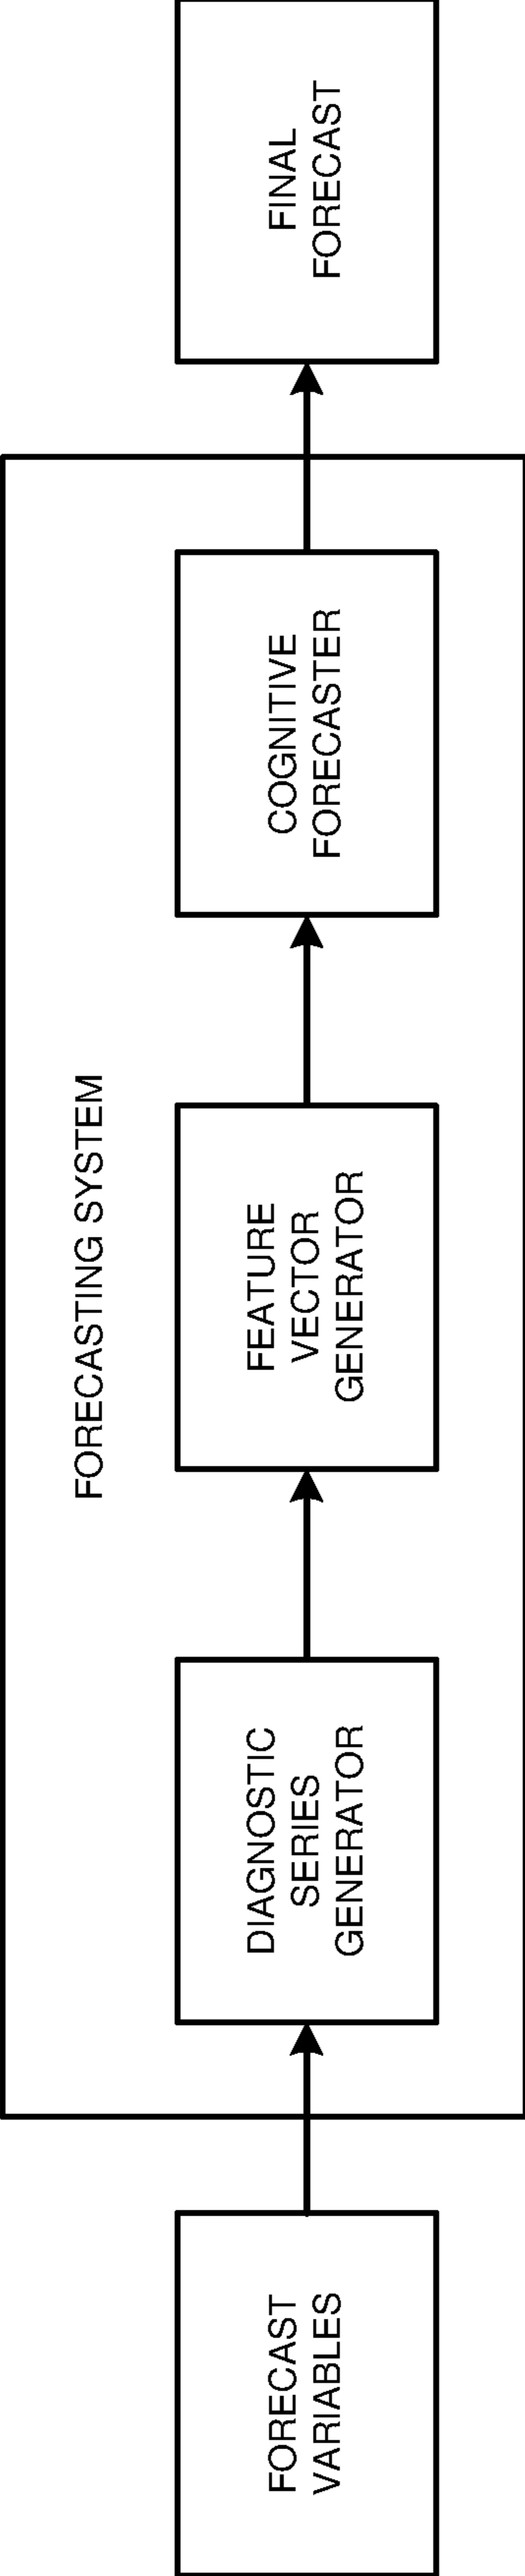 FORECASTING SYSTEM
FORECAST
VARIABLES
DIAGNOSTIC
SERIES
GENERATOR
FEATURE
VECTOR
GENERATOR
COGNITIVE
FORECASTER
FINAL
FORECAST